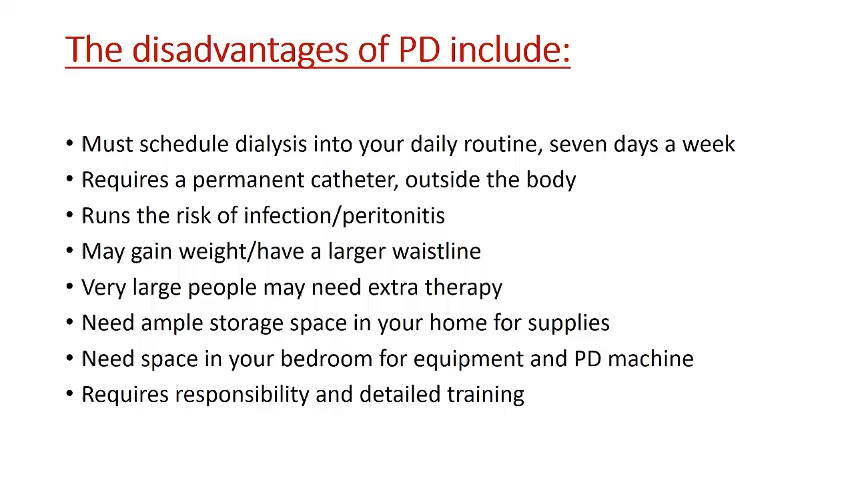 The disadvantages of PD include:
• Must schedule dialysis into your daily routine, seven days a week
• Requires a permanent catheter, outside the body
• Runs the risk of infection/peritonitis
• May gain weight/have a larger waistline
• Very large people may need extra therapy
• Need ample storage space in your home for supplies
• Need space in your bedroom for equipment and PD machine
• Requires responsibility and detailed training